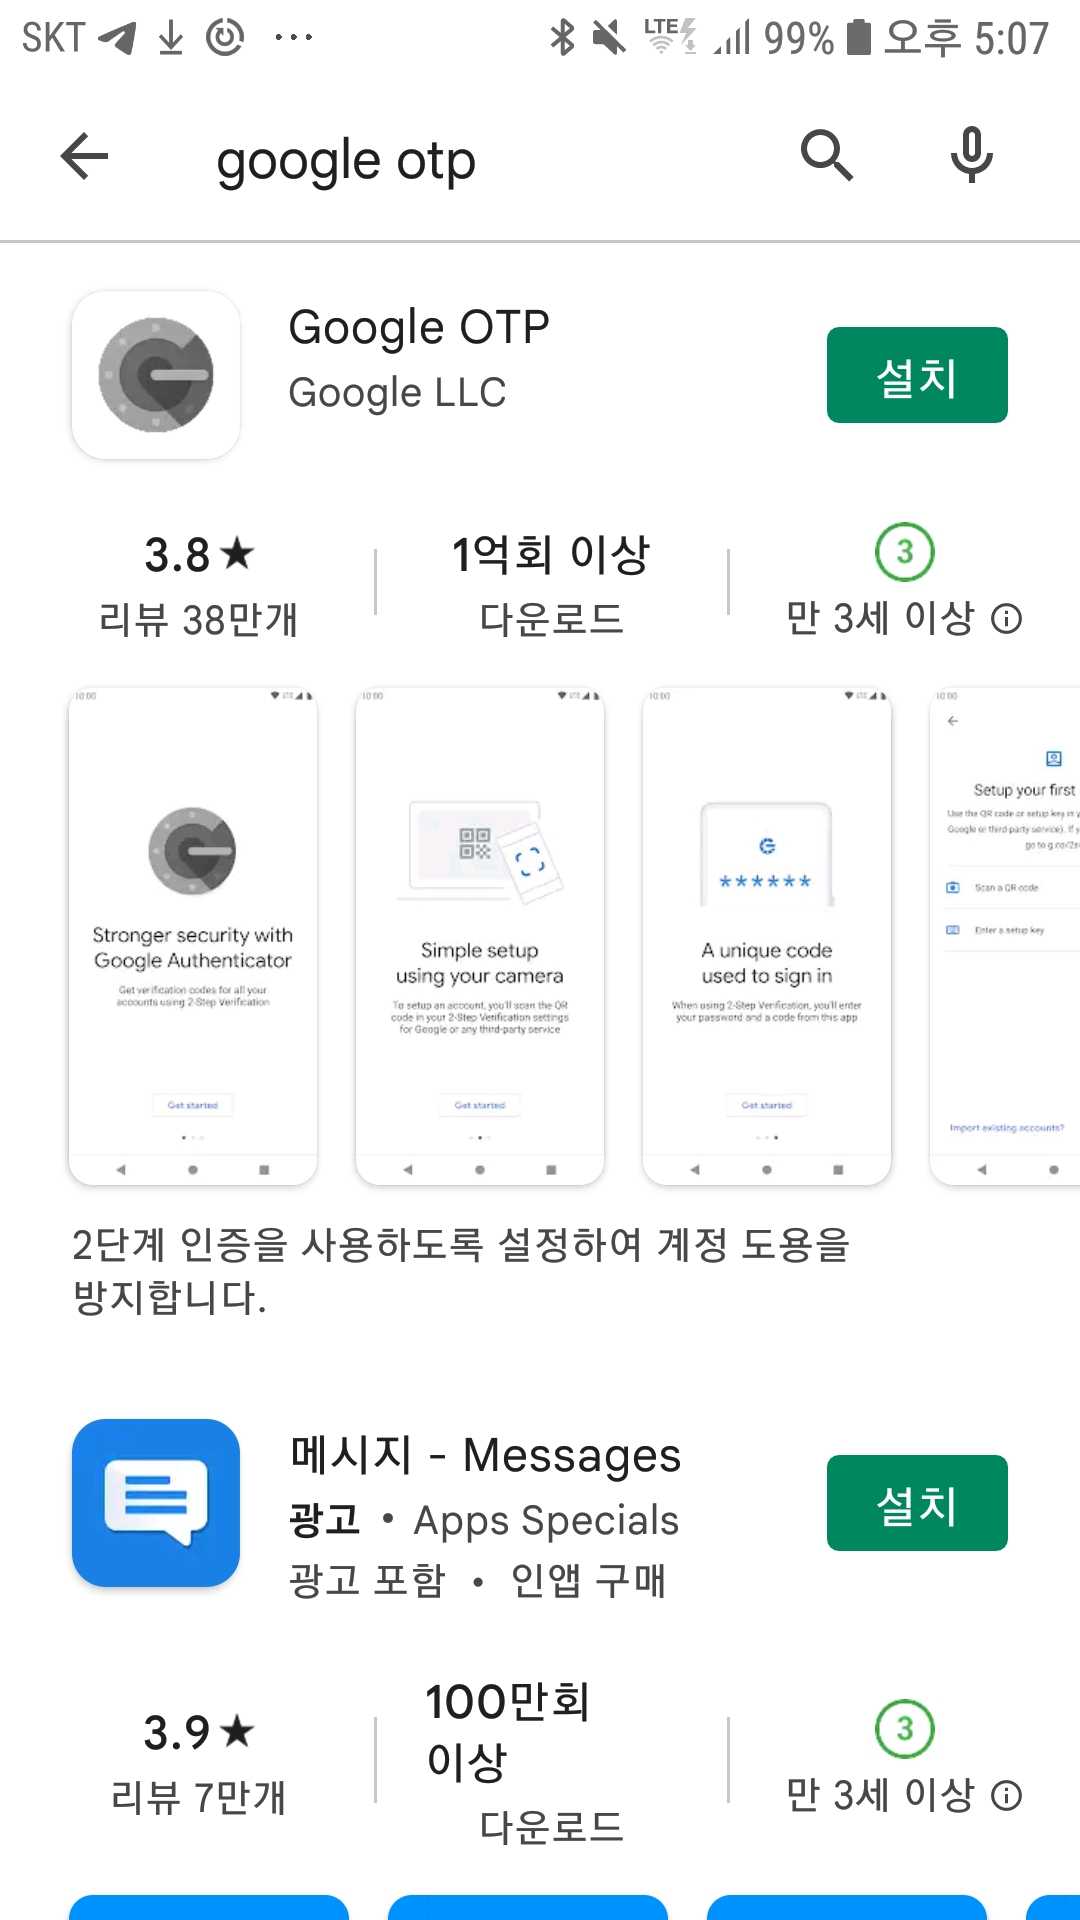 SKT ... LTE 99% 오후 5:07
google otp
Google OTP
Google LLC
설치
3.8★
리뷰 38만개
1억회 이상
다운로드
3
만 3세 이상
10:00
Stronger security with
Google Authenticator
Get verification codes for all your
accounts using 2-Step Verification
Get started
10:00
Simple setup
using your camera
To setup an account, you'll scan the QR
code in your 2-Step Verification settings
for Google or any third-party service
Get started
10:00
******
A unique code
used to sign in
When using 2-Step Verification, you'll enter
your password and a code from this app
Get started
10:00
Setup your first
Use the QR code or setup key in y
Google or third-party service). If y
go to g.co/2s
Scan a QR code
Enter a setup key
Import existing accounts?
2단계 인증을 사용하도록 설정하여 계정 도용을
방지합니다.
메시지 - Messages
광고 • Apps Specials
광고 포함 • 인앱 구매
설치
3.9★
리뷰 7만개
100만회
이상
다운로드
3
만 3세 이상